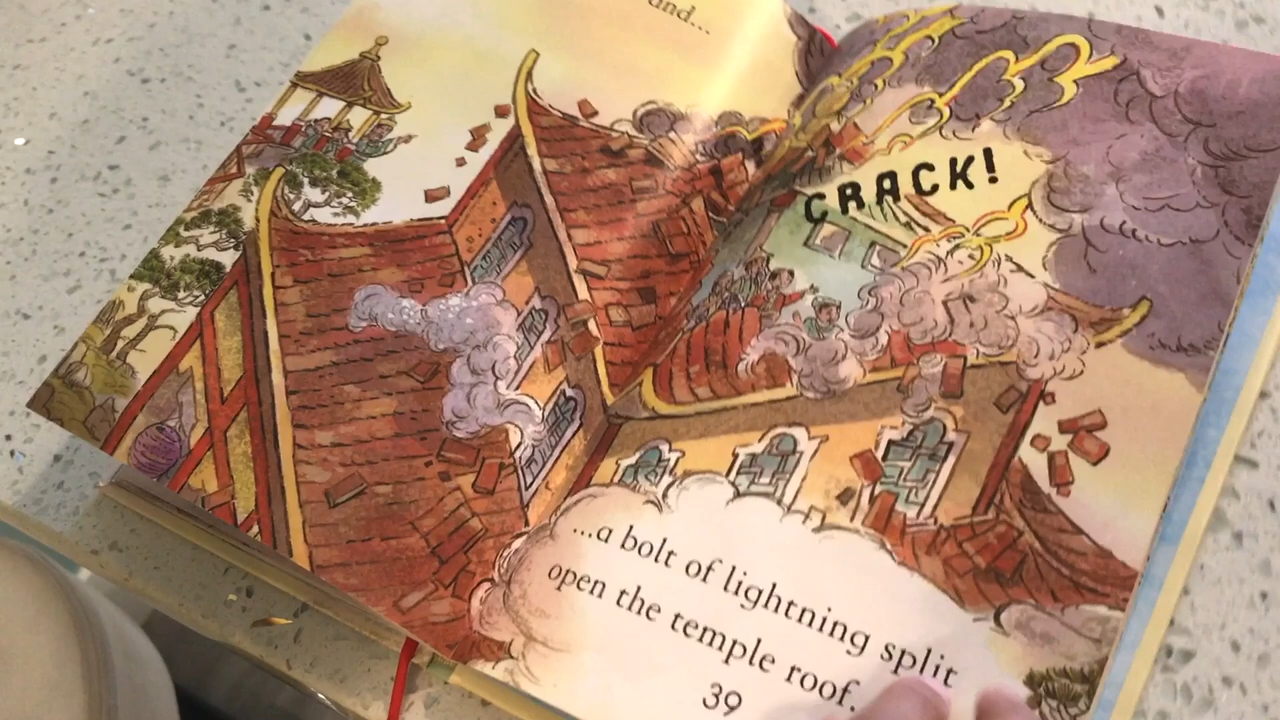 and...
CRACK!
...a bolt of lightning split
open the temple roof.
39